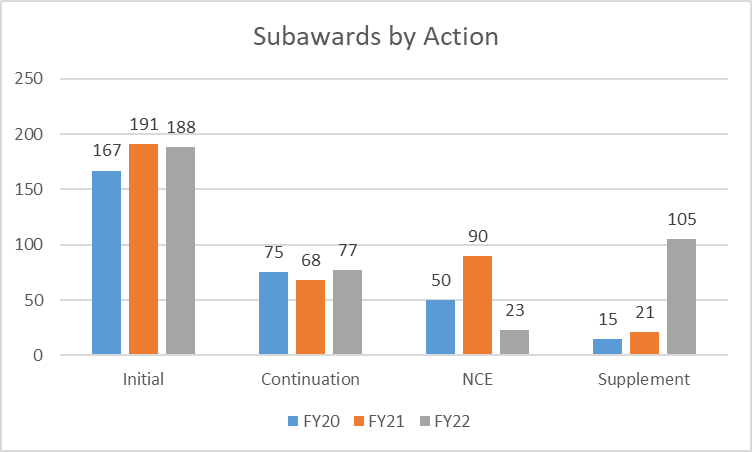 Subawards by Action
250
200
150
100
50
0
167 191 188
75 68 77
50 90 23
15 21 105
Initial Continuation NCE Supplement
FY20 FY21 FY22